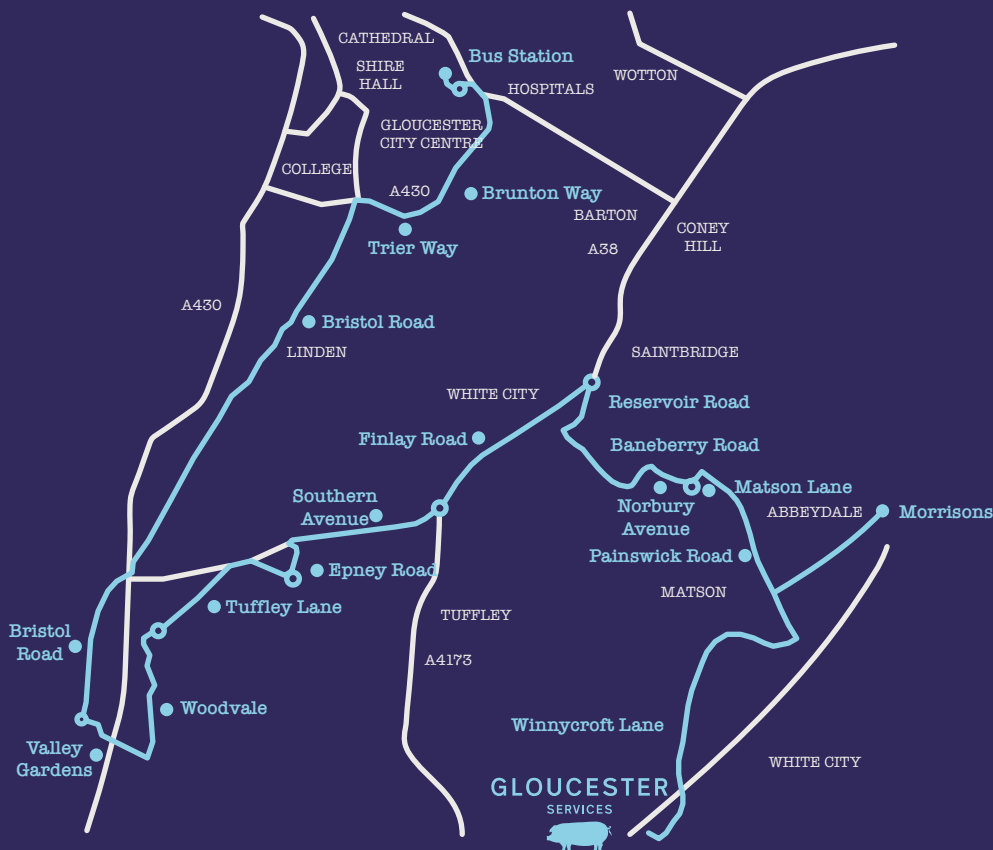 CATHEDRAL
Bus Station
SHIRE
HALL
WOTTON
HOSPITALS
GLOUCESTER
CITY CENTRE
COLLEGE
A430
Brunton Way
BARTON
CONEY
HILL
Trier Way
A38
A430
Bristol Road
LINDEN
SAINTBRIDGE
WHITE CITY
Reservoir Road
Finlay Road
Baneberry Road
Southern
Avenue
Matson Lane
Norbury
Avenue
ABBEYDALE
Morrisons
Painswick Road
Epney Road
MATSON
Tuffley Lane
TUFFLEY
Bristol
Road
A4173
Woodvale
Winnycroft Lane
Valley
Gardens
WHITE CITY
GLOUCESTER
SERVICES